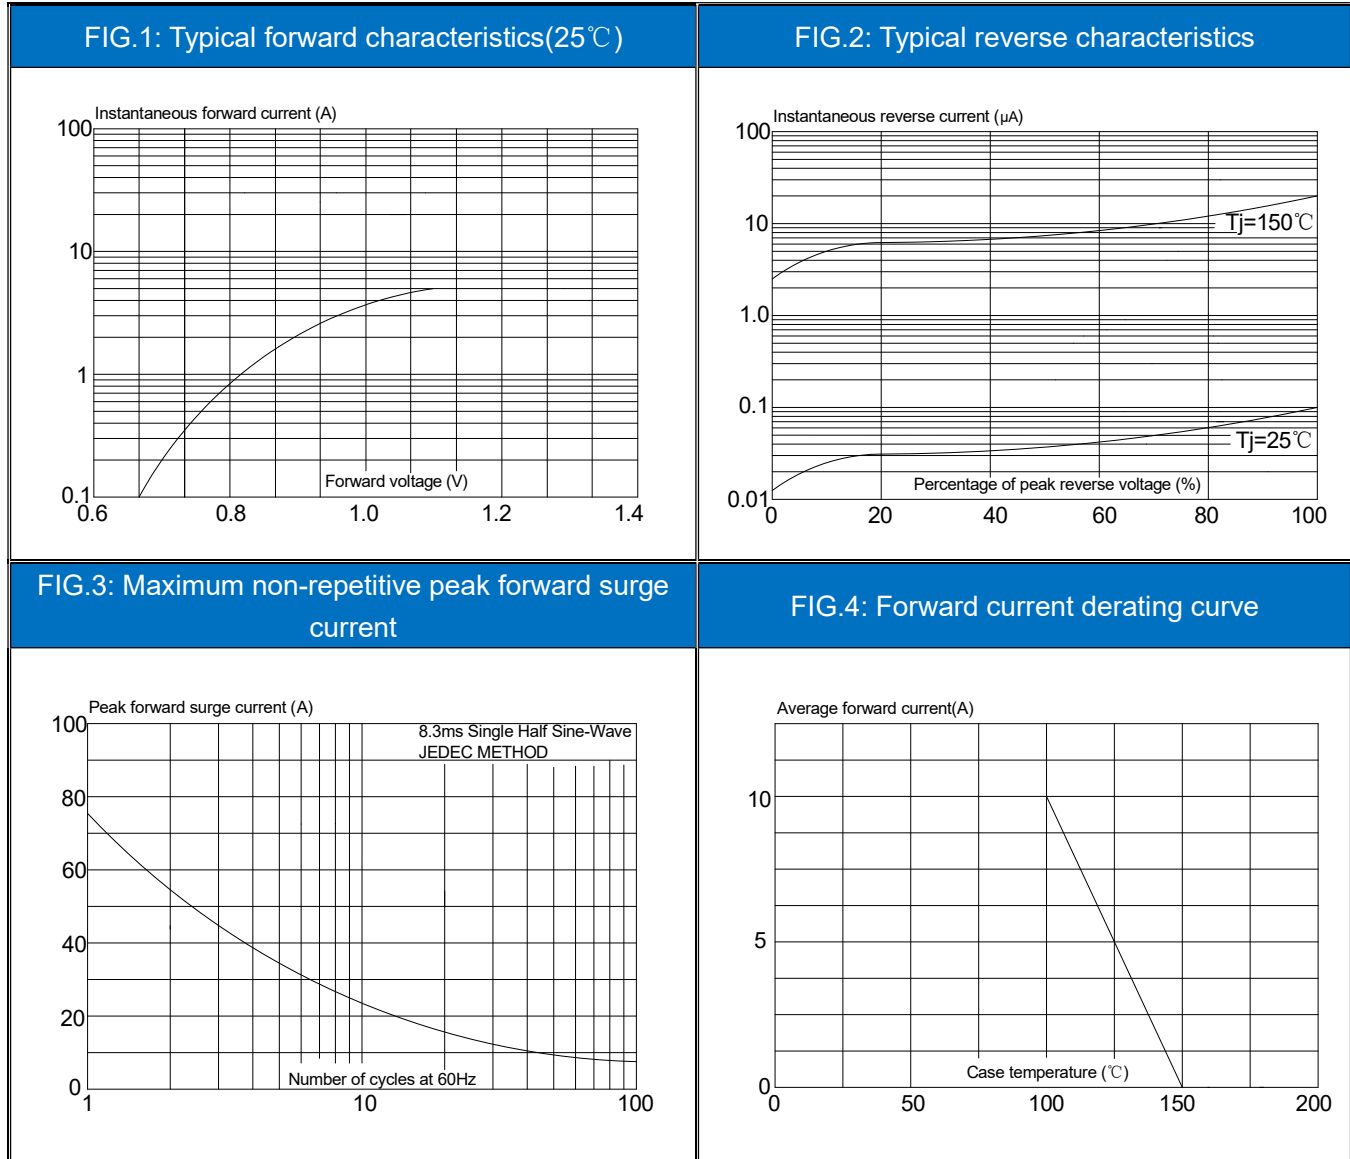 FIG.1: Typical forward characteristics(25℃)
Instantaneous forward current (A)
100
10
1
0.1
Forward voltage (V)
0.6 0.8 1.0 1.2 1.4
FIG.2: Typical reverse characteristics
Instantaneous reverse current (μA)
100
10
Tj=150℃
1.0
0.1
Tj=25℃
0.01
Percentage of peak reverse voltage (%)
0 20 40 60 80 100
FIG.3: Maximum non-repetitive peak forward surge
current
Peak forward surge current (A)
100
8.3ms Single Half Sine-Wave
JEDEC METHOD
80
60
40
20
0
Number of cycles at 60Hz
1 10 100
FIG.4: Forward current derating curve
Average forward current(A)
10
5
0
Case temperature (℃)
0 50 100 150 200